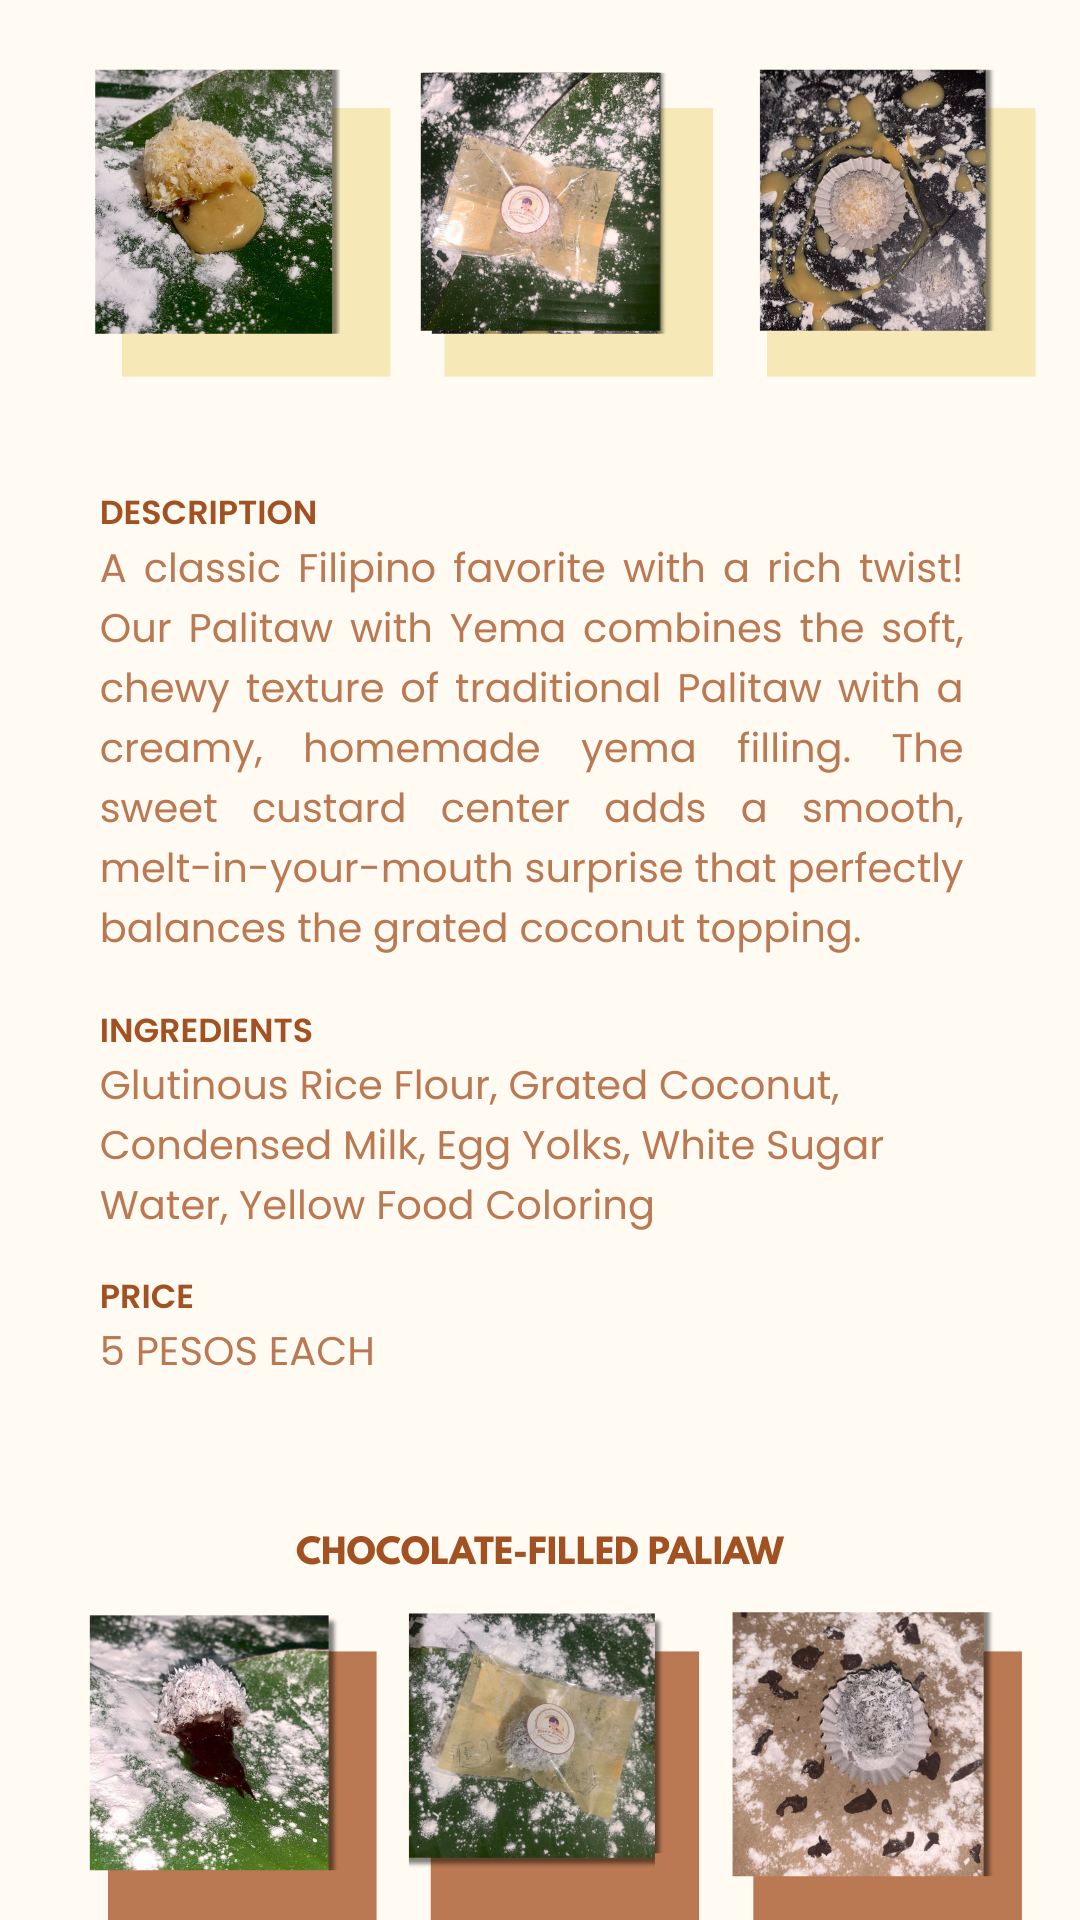 DESCRIPTION
A classic Filipino favorite with a rich twist!
Our Palitaw with Yema combines the soft,
chewy texture of traditional Palitaw with a
creamy, homemade yema filling. The
sweet custard center adds a smooth,
melt-in-your-mouth surprise that perfectly
balances the grated coconut topping.
INGREDIENTS
Glutinous Rice Flour, Grated Coconut,
Condensed Milk, Egg Yolks, White Sugar
Water, Yellow Food Coloring
PRICE
5 PESOS EACH
CHOCOLATE-FILLED PALIAW